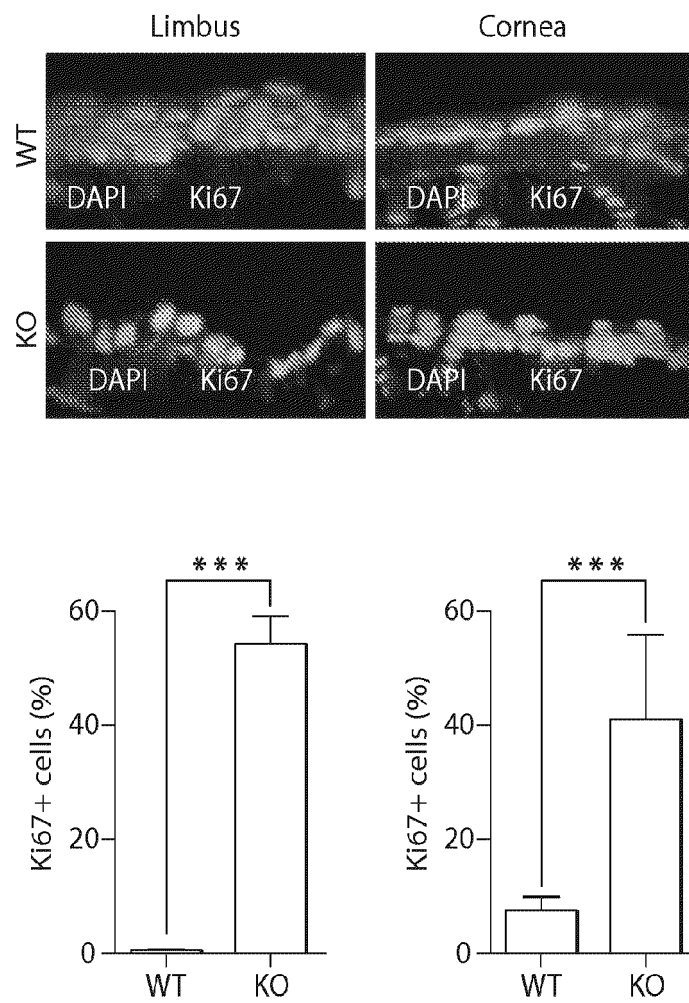 Limbus Cornea
WT
DAPI Ki67 DAPI Ki67
KO
DAPI Ki67 DAPI Ki67
*** ***
Ki67+ cells (%)
60
40
20
0
WT KO
Ki67+ cells (%)
60
40
20
0
WT KO